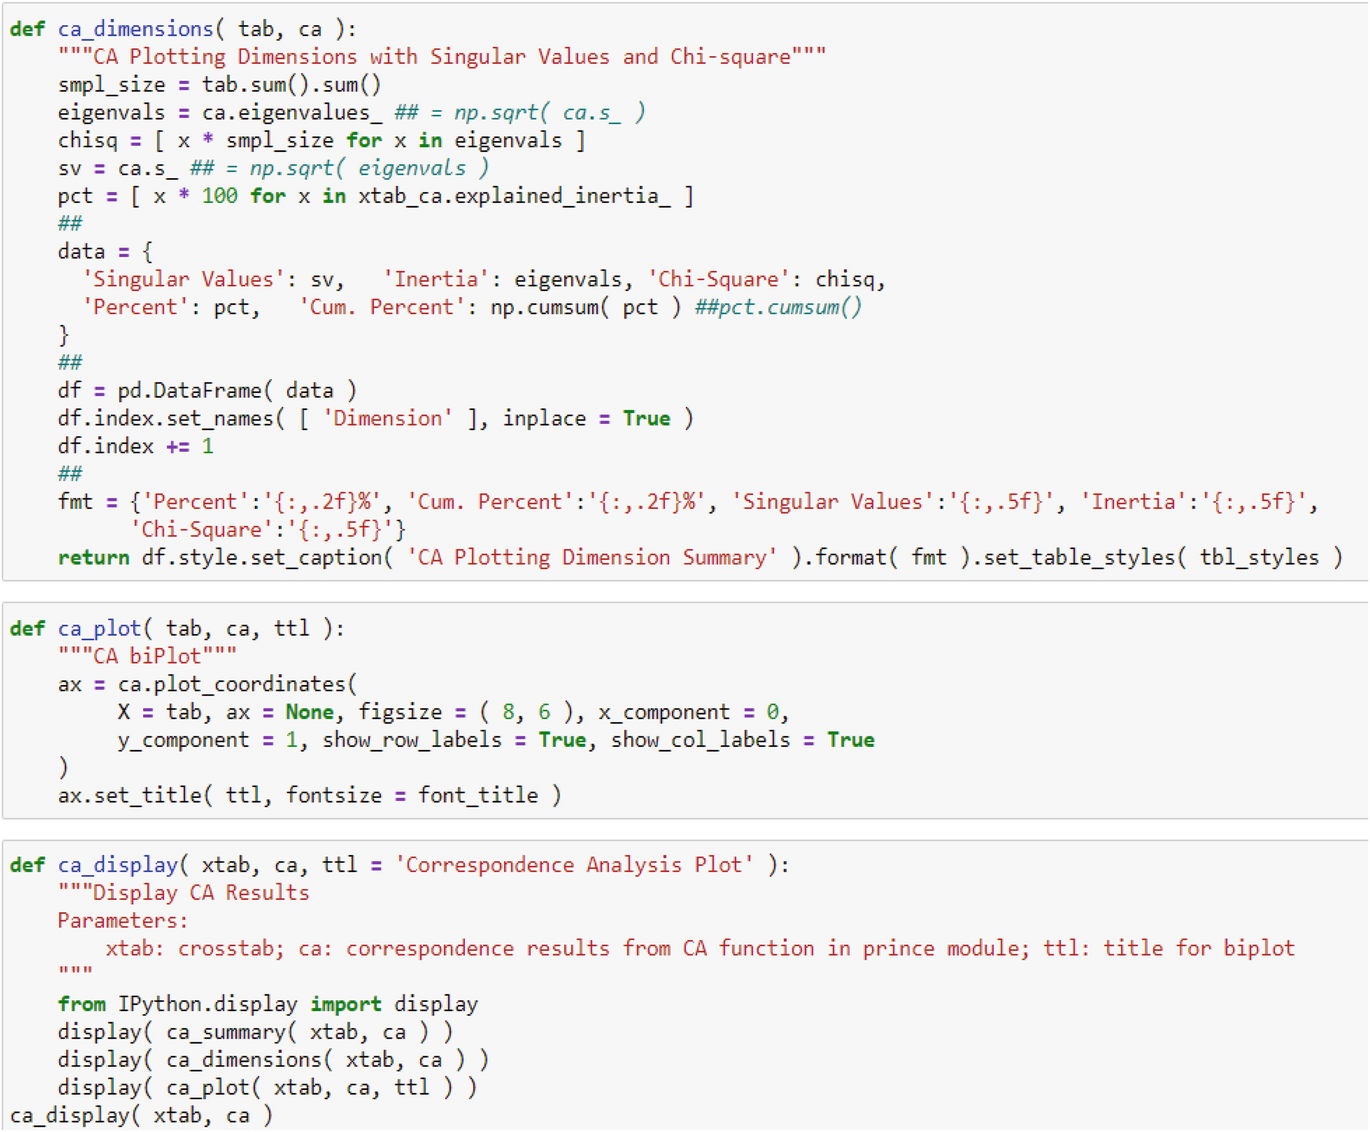 def ca_dimensions( tab, ca ):
    """CA Plotting Dimensions with Singular Values and Chi-square"""
    smpl_size = tab.sum().sum()
    eigenvals = ca.eigenvalues_ ## = np.sqrt( ca.s_ )
    chisq = [ x * smpl_size for x in eigenvals ]
    sv = ca.s_ ## = np.sqrt( eigenvals )
    pct = [ x * 100 for x in xtab_ca.explained_inertia_ ]
    ##
    data = {
      'Singular Values': sv,   'Inertia': eigenvals, 'Chi-Square': chisq,
      'Percent': pct,   'Cum. Percent': np.cumsum( pct ) ##pct.cumsum()
    }
    ##
    df = pd.DataFrame( data )
    df.index.set_names( [ 'Dimension' ], inplace = True )
    df.index += 1
    ##
    fmt = {'Percent':'{:,.2f}%', 'Cum. Percent':'{:,.2f}%', 'Singular Values':'{:,.5f}', 'Inertia':'{:,.5f}',
          'Chi-Square':'{:,.5f}'}
    return df.style.set_caption( 'CA Plotting Dimension Summary' ).format( fmt ).set_table_styles( tbl_styles )
def ca_plot( tab, ca, ttl ):
    """CA biPlot"""
    ax = ca.plot_coordinates(
         X = tab, ax = None, figsize = ( 8, 6 ), x_component = 0,
         y_component = 1, show_row_labels = True, show_col_labels = True
    )
    ax.set_title( ttl, fontsize = font_title )
def ca_display( xtab, ca, ttl = 'Correspondence Analysis Plot' ):
    """Display CA Results
    Parameters:
        xtab: crosstab; ca: correspondence results from CA function in prince module; ttl: title for biplot
    """
    from IPython.display import display
    display( ca_summary( xtab, ca ) )
    display( ca_dimensions( xtab, ca ) )
    display( ca_plot( xtab, ca, ttl ) )
ca_display( xtab, ca )